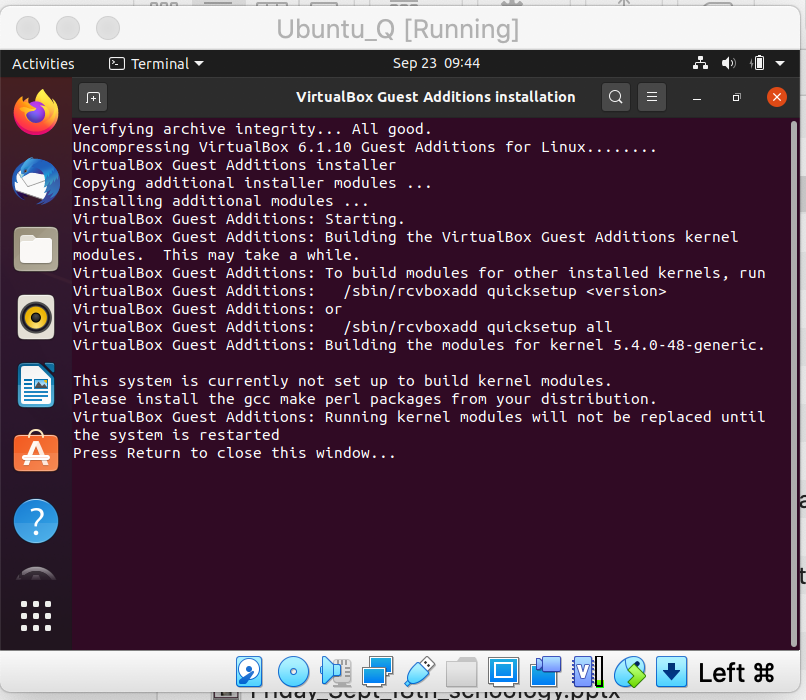 Ubuntu_Q [Running]
Activities Terminal Sep 23 09:44
VirtualBox Guest Additions installation
Verifying archive integrity... All good.
Uncompressing VirtualBox 6.1.10 Guest Additions for Linux........
VirtualBox Guest Additions installer
Copying additional installer modules ...
Installing additional modules ...
VirtualBox Guest Additions: Starting.
VirtualBox Guest Additions: Building the VirtualBox Guest Additions kernel
modules.  This may take a while.
VirtualBox Guest Additions: To build modules for other installed kernels, run
VirtualBox Guest Additions:   /sbin/rcvboxadd quicksetup <version>
VirtualBox Guest Additions: or
VirtualBox Guest Additions:   /sbin/rcvboxadd quicksetup all
VirtualBox Guest Additions: Building the modules for kernel 5.4.0-48-generic.
This system is currently not set up to build kernel modules.
Please install the gcc make perl packages from your distribution.
VirtualBox Guest Additions: Running kernel modules will not be replaced until
the system is restarted
Press Return to close this window...
Left ⌘
Friday_Sept_18th_schoology.pptx